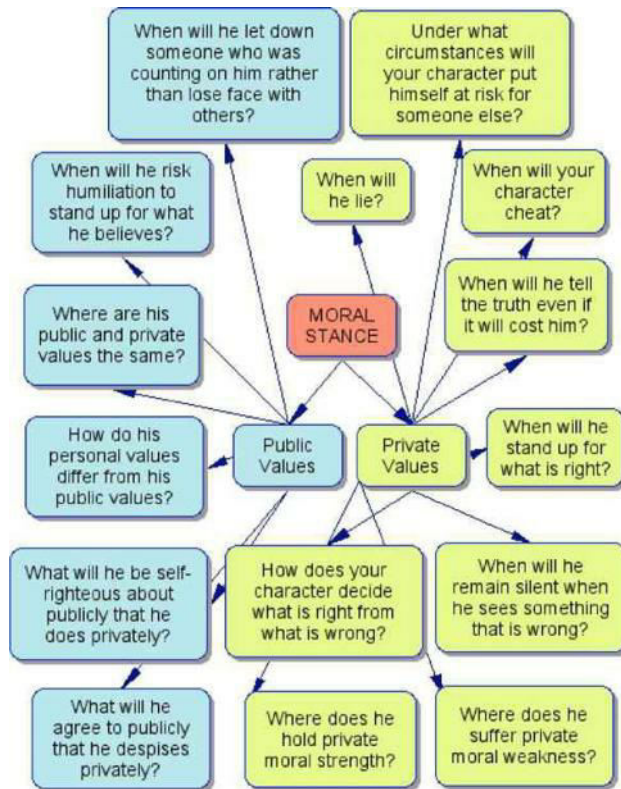 When will he let down
someone who was
counting on him rather
than lose face with
others?
Under what
circumstances will
your character put
himself at risk for
someone else?
When will he risk
humiliation to
stand up for what
he believes?
When will
he lie?
When will your
character
cheat?
Where are his
public and private
values the same?
MORAL
STANCE
When will he tell
the truth even if
it will cost him?
How do his
personal values
differ from his
public values?
Public
Values
Private
Values
When will he
stand up for
what is right?
What will he be self-
righteous about
publicly that he
does privately?
How does your
character decide
what is right from
what is wrong?
When will he
remain silent when
he sees something
that is wrong?
What will he
agree to publicly
that he despises
privately?
Where does he
hold private
moral strength?
Where does he
suffer private
moral weakness?